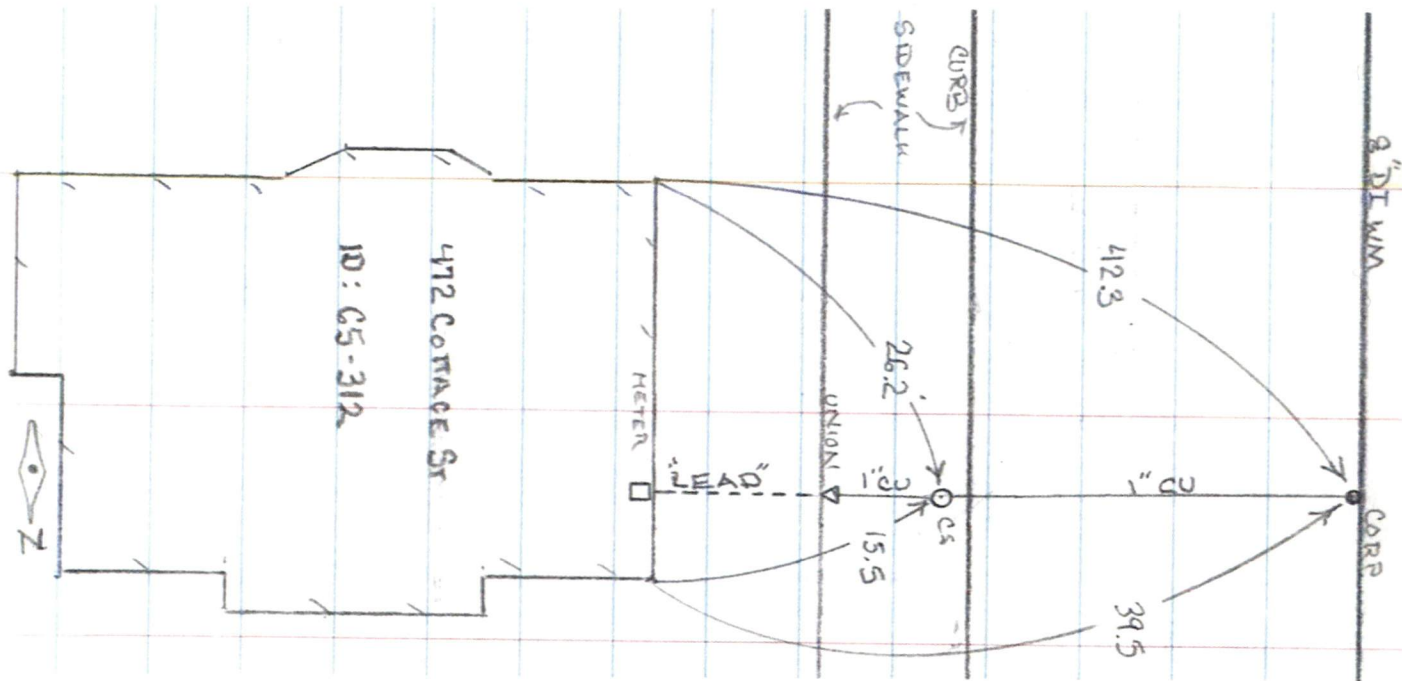 8" DI WM
CORP
42.3
39.5
1" CU
CURB
SIDEWALK
26.2'
CS
15.5
1" CU
UNION
"LEAD"
METER
472 COTTAGE ST
ID: 65-312
N